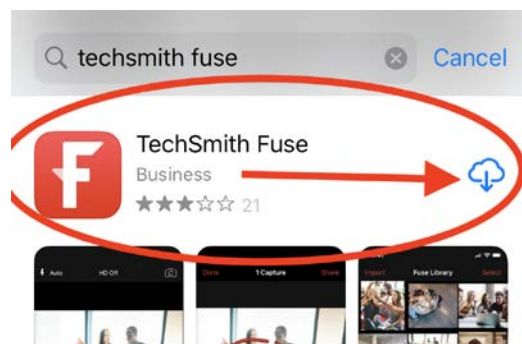 techsmith fuse
Cancel
TechSmith Fuse
Business
21
Auto
HD Off
Done
1 Capture
Share
Import
Fuse Library
Select